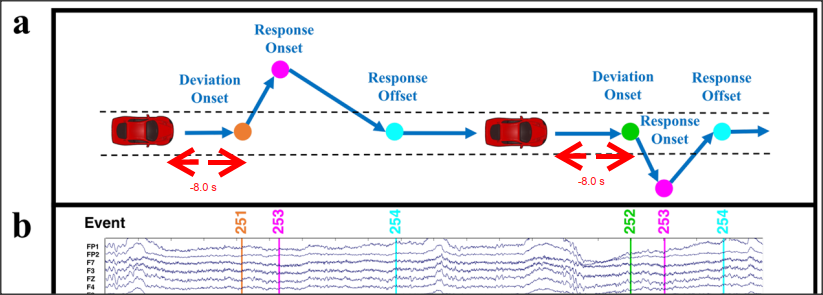 a
Response
Onset
Deviation
Onset
Response
Offset
Deviation
Onset
Response
Onset
Response
Offset
-8.0 s
-8.0 s
b
Event
251
253
254
252
253
254
FP1
FP2
F7
F3
FZ
F4